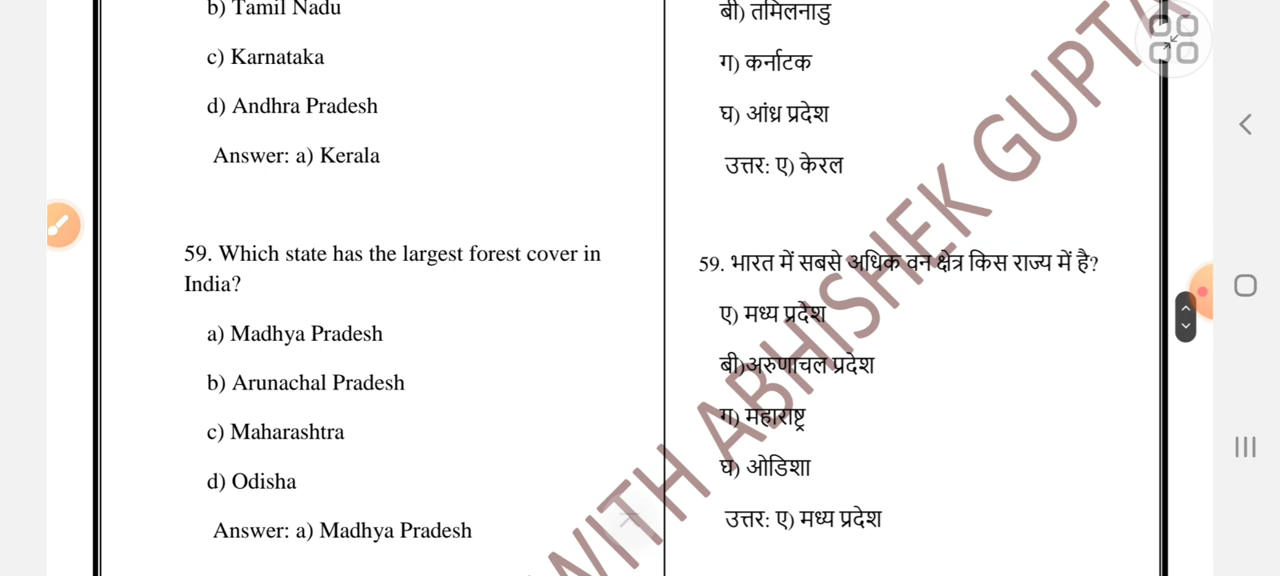 b) Tamil Nadu
c) Karnataka
d) Andhra Pradesh
Answer: a) Kerala
59. Which state has the largest forest cover in
India?
a) Madhya Pradesh
b) Arunachal Pradesh
c) Maharashtra
d) Odisha
Answer: a) Madhya Pradesh
बी) तमिलनाडु
ग) कर्नाटक
घ) आंध्र प्रदेश
उत्तर: ए) केरल
59. भारत में सबसे अधिक वन क्षेत्र किस राज्य में है?
ए) मध्य प्रदेश
बी)अरुणाचल प्रदेश
ग) महाराष्ट्र
घ) ओडिशा
उत्तर: ए) मध्य प्रदेश
WITH ABHISHEK GUPTA